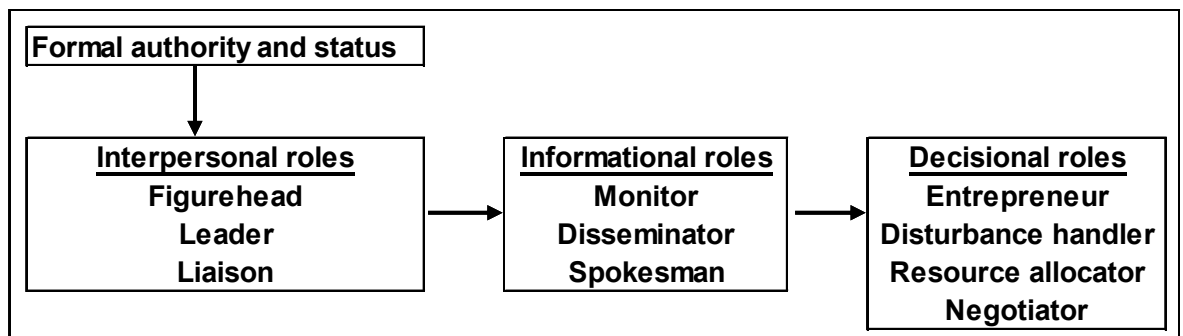 Formal authority and status
Interpersonal roles
Figurehead
Leader
Liaison
Informational roles
Monitor
Disseminator
Spokesman
Decisional roles
Entrepreneur
Disturbance handler
Resource allocator
Negotiator